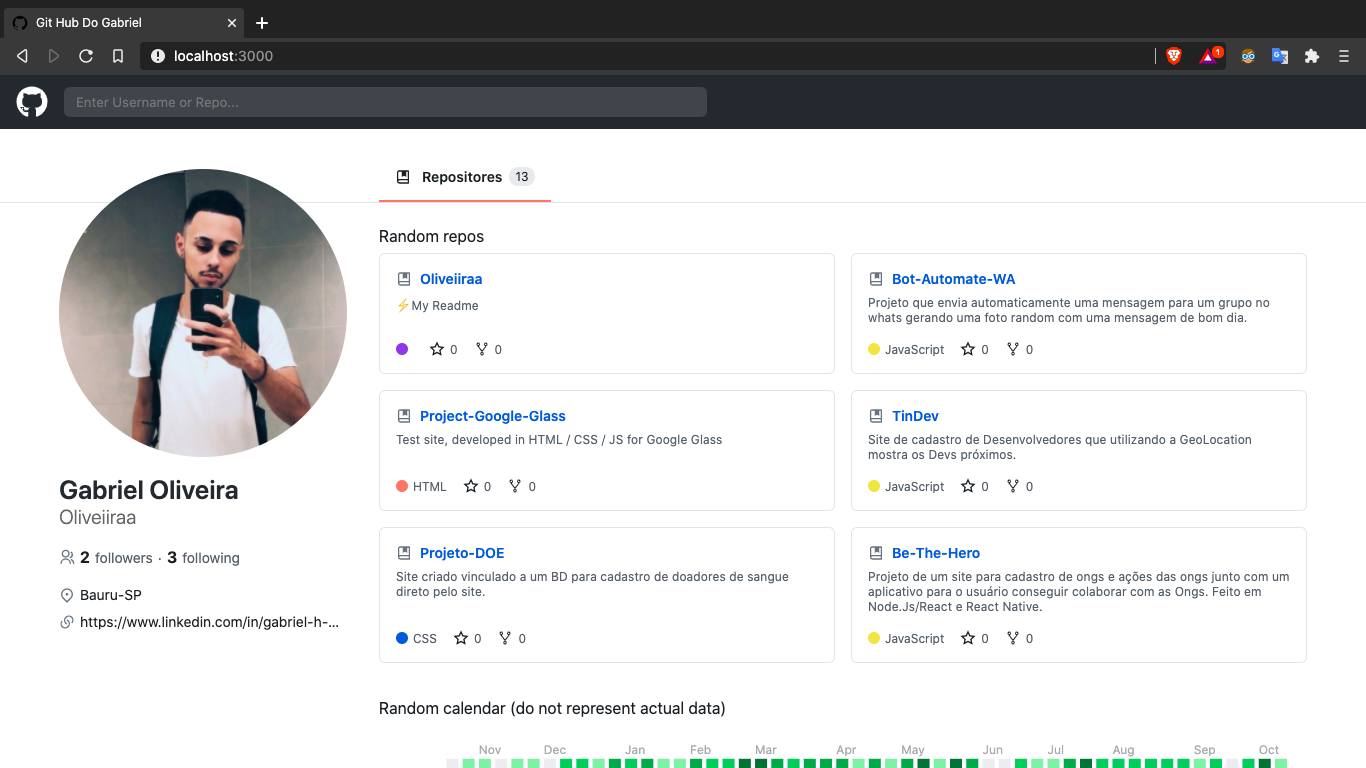 Git Hub Do Gabriel
localhost:3000
1
Enter Username or Repo...
Repositores 13
Random repos
Oliveiiraa
⚡My Readme
0 0
Bot-Automate-WA
Projeto que envia automaticamente uma mensagem para um grupo no
whats gerando uma foto random com uma mensagem de bom dia.
JavaScript 0 0
Project-Google-Glass
Test site, developed in HTML / CSS / JS for Google Glass
HTML 0 0
TinDev
Site de cadastro de Desenvolvedores que utilizando a GeoLocation
mostra os Devs próximos.
JavaScript 0 0
Projeto-DOE
Site criado vinculado a um BD para cadastro de doadores de sangue
direto pelo site.
CSS 0 0
Be-The-Hero
Projeto de um site para cadastro de ongs e ações das ongs junto com um
aplicativo para o usuário conseguir colaborar com as Ongs. Feito em
Node.Js/React e React Native.
JavaScript 0 0
Gabriel Oliveira
Oliveiiraa
2 followers · 3 following
Bauru-SP
https://www.linkedin.com/in/gabriel-h-...
Random calendar (do not represent actual data)
Nov Dec Jan Feb Mar Apr May Jun Jul Aug Sep Oct